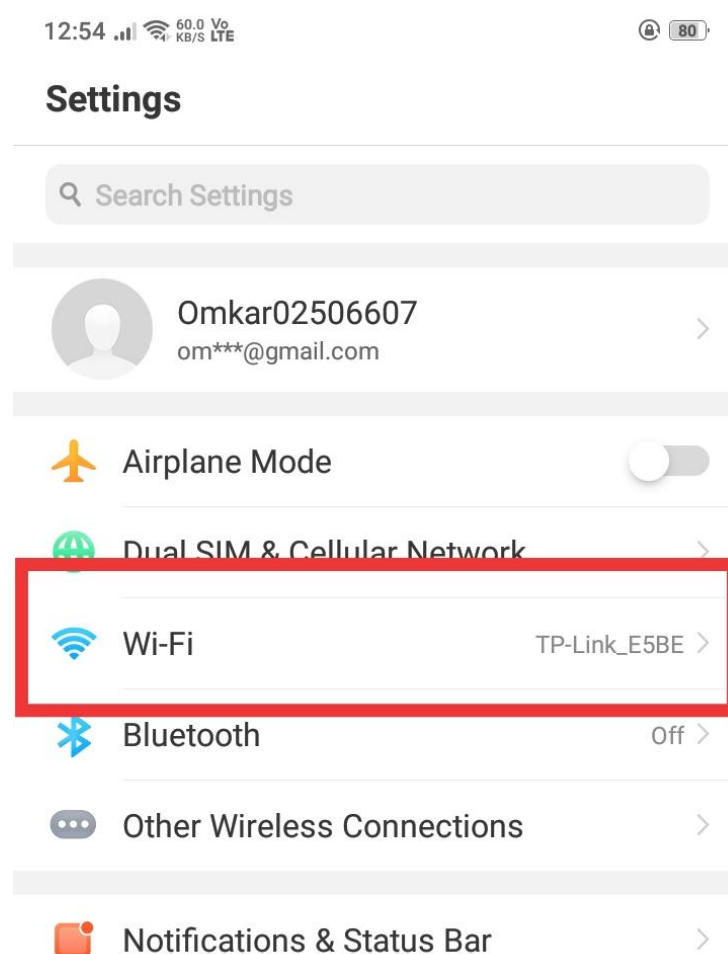 12:54 60.0 KB/S Vo LTE 80
Settings
Search Settings
Omkar02506607
om***@gmail.com
Airplane Mode
Dual SIM & Cellular Network
Wi-Fi TP-Link_E5BE
Bluetooth Off
Other Wireless Connections
Notifications & Status Bar